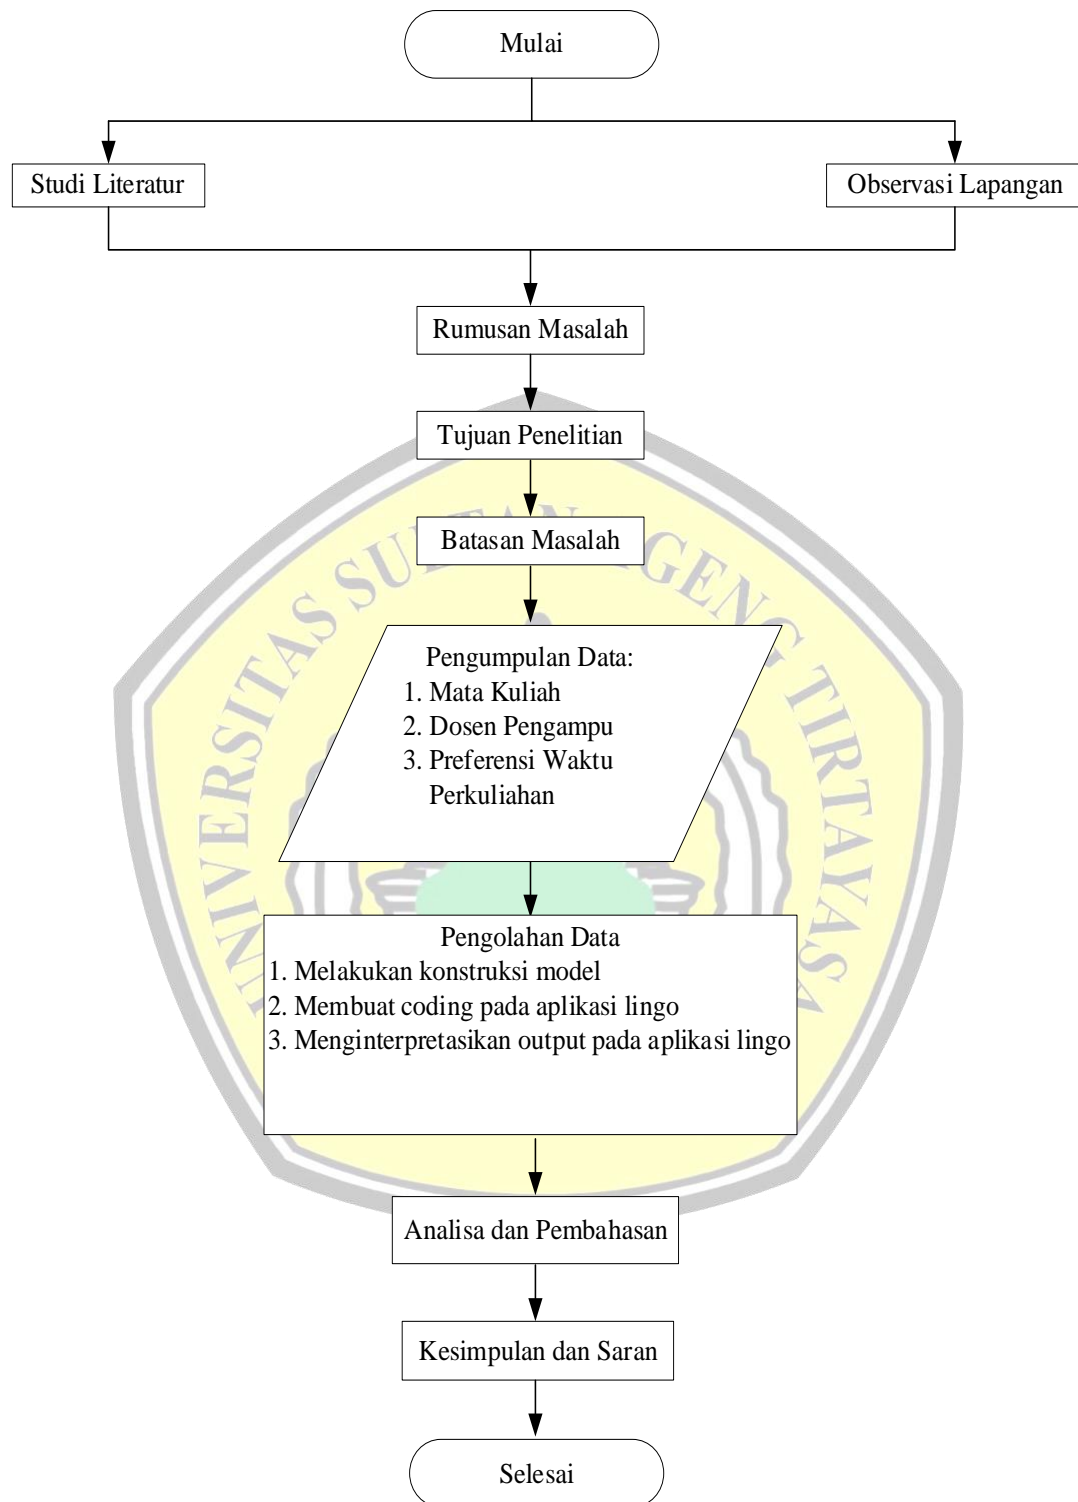 Mulai
Studi Literatur
Observasi Lapangan
Rumusan Masalah
Tujuan Penelitian
Batasan Masalah
Pengumpulan Data:
1. Mata Kuliah
2. Dosen Pengampu
3. Preferensi Waktu
Perkuliahan
Pengolahan Data
1. Melakukan konstruksi model
2. Membuat coding pada aplikasi lingo
3. Menginterpretasikan output pada aplikasi lingo
Analisa dan Pembahasan
Kesimpulan dan Saran
Selesai
UNIVERSITAS TIRTAYASA